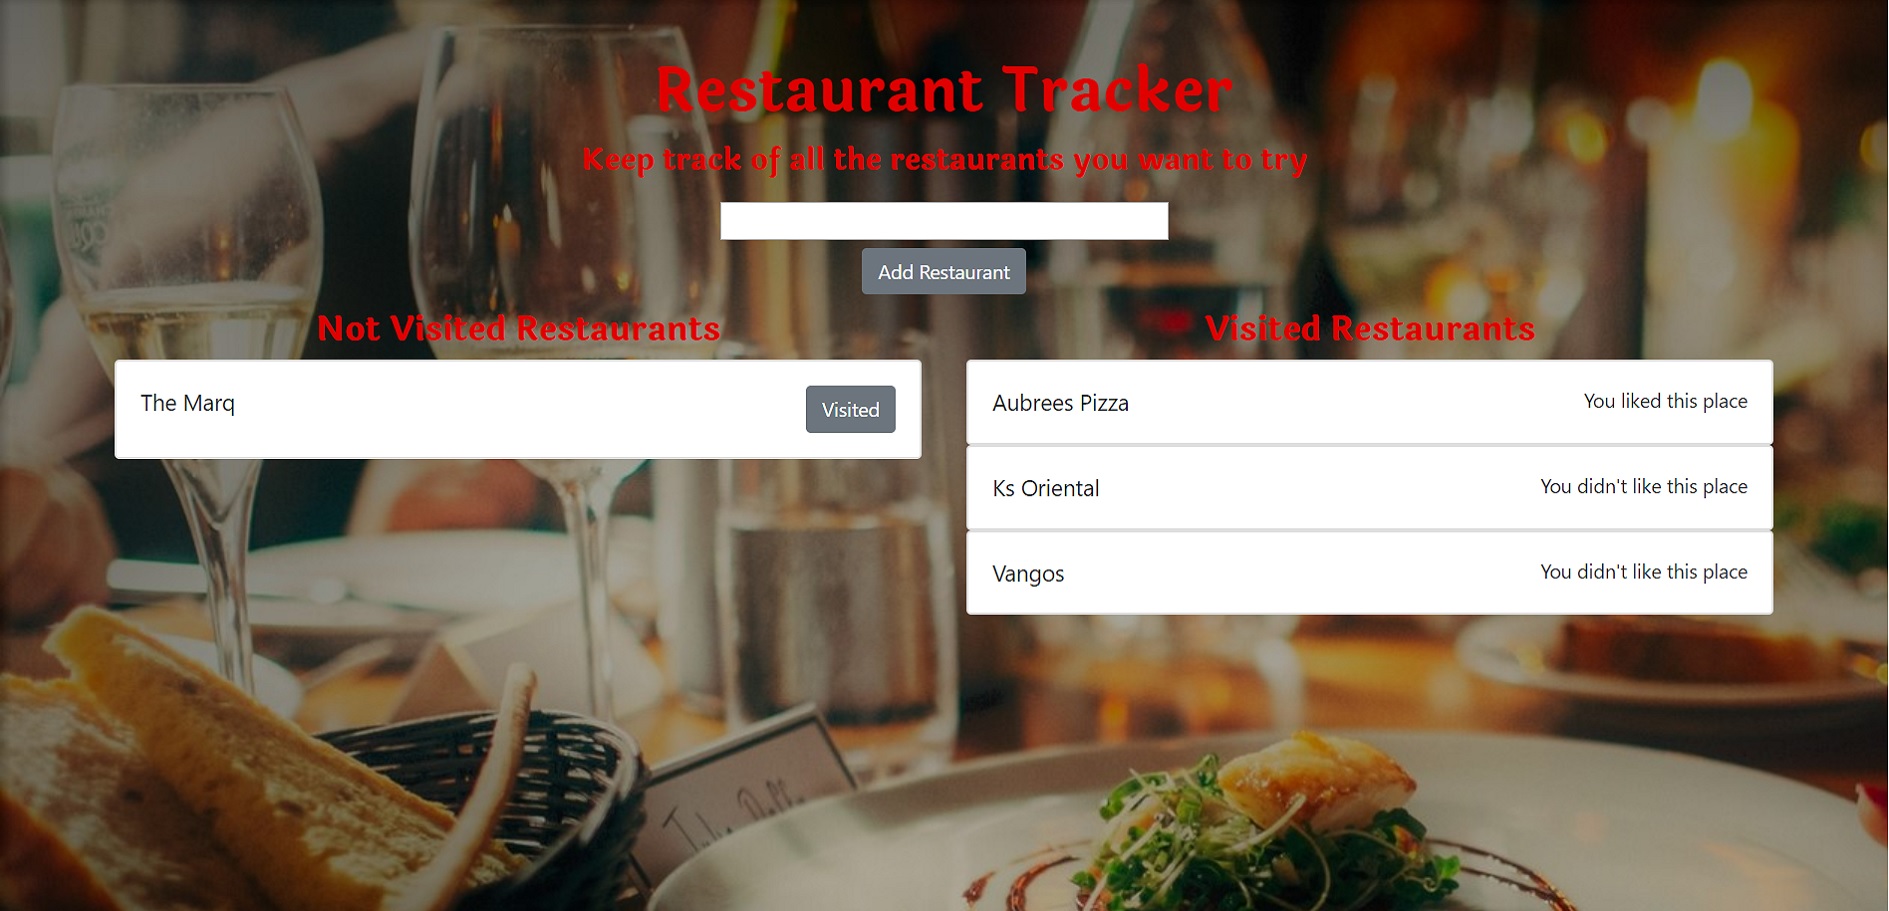 Restaurant Tracker
Keep track of all the restaurants you want to try
Add Restaurant
Not Visited Restaurants
The Marq
Visited
Visited Restaurants
Aubrees Pizza
You liked this place
Ks Oriental
You didn't like this place
Vangos
You didn't like this place